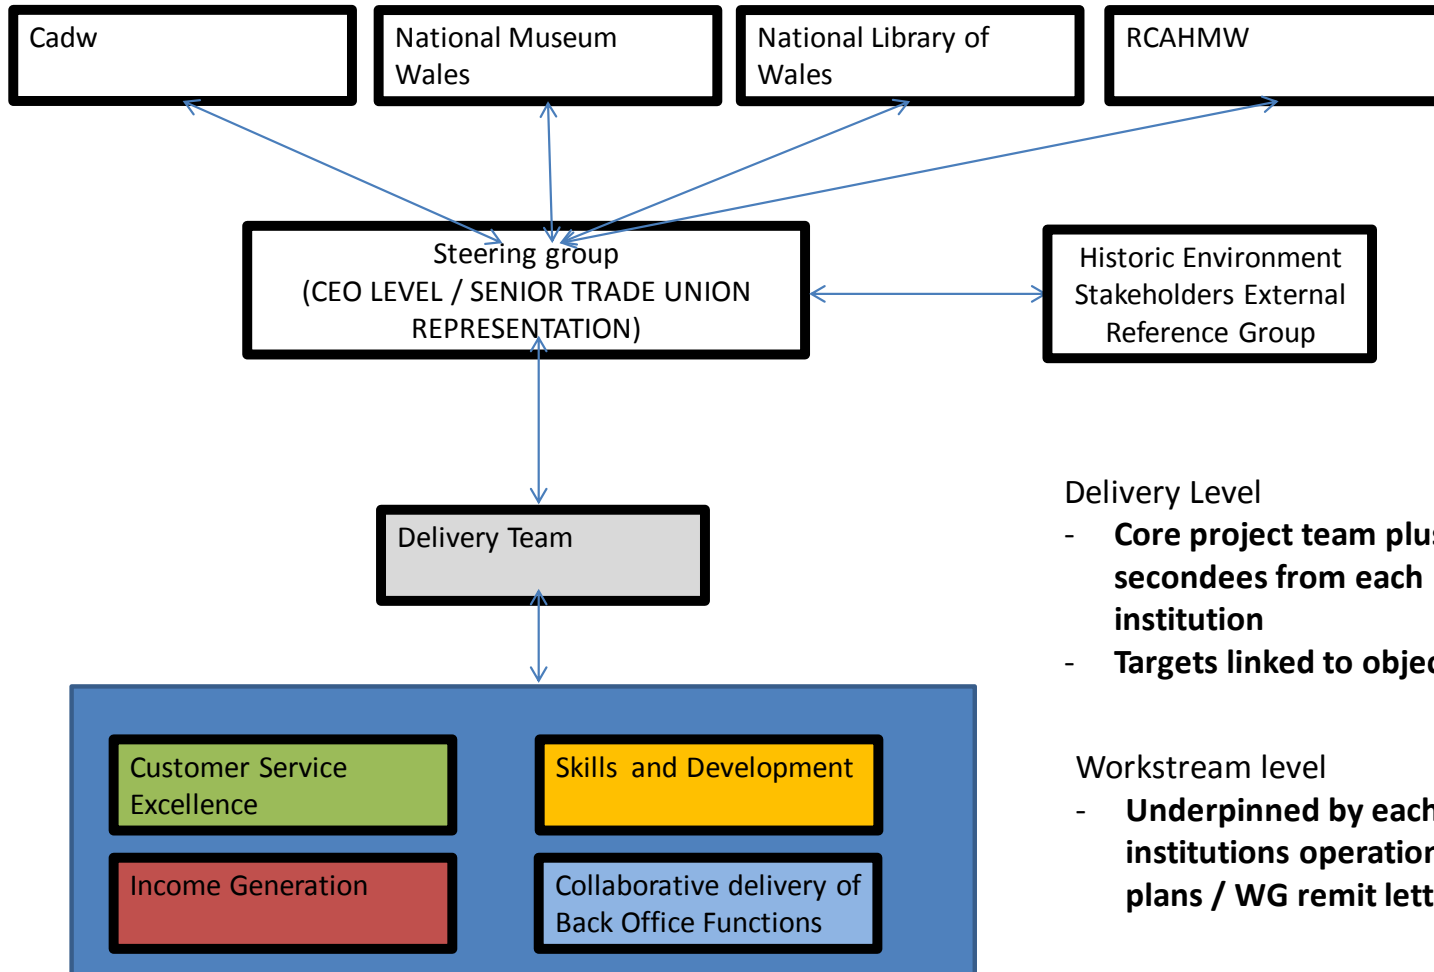 Cadw
National Museum
Wales
National Library of
Wales
RCAHMW
Steering group
(CEO LEVEL / SENIOR TRADE UNION
REPRESENTATION)
Historic Environment
Stakeholders External
Reference Group
Delivery Team
Delivery Level
- Core project team plus
secondees from each
institution
- Targets linked to objec
Customer Service
Excellence
Skills and Development
Income Generation
Collaborative delivery of
Back Office Functions
Workstream level
- Underpinned by each
institutions operation
plans / WG remit lett